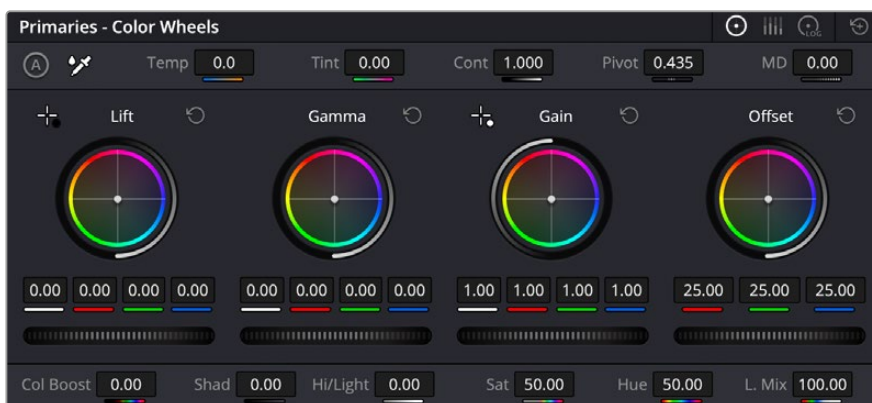 Primaries - Color Wheels
LOG
A Temp 0.0 Tint 0.00 Cont 1.000 Pivot 0.435 MD 0.00
Lift Gamma Gain Offset
0.00 0.00 0.00 0.00 0.00 0.00 0.00 0.00 1.00 1.00 1.00 1.00 25.00 25.00 25.00
Col Boost 0.00 Shad 0.00 Hi/Light 0.00 Sat 50.00 Hue 50.00 L. Mix 100.00